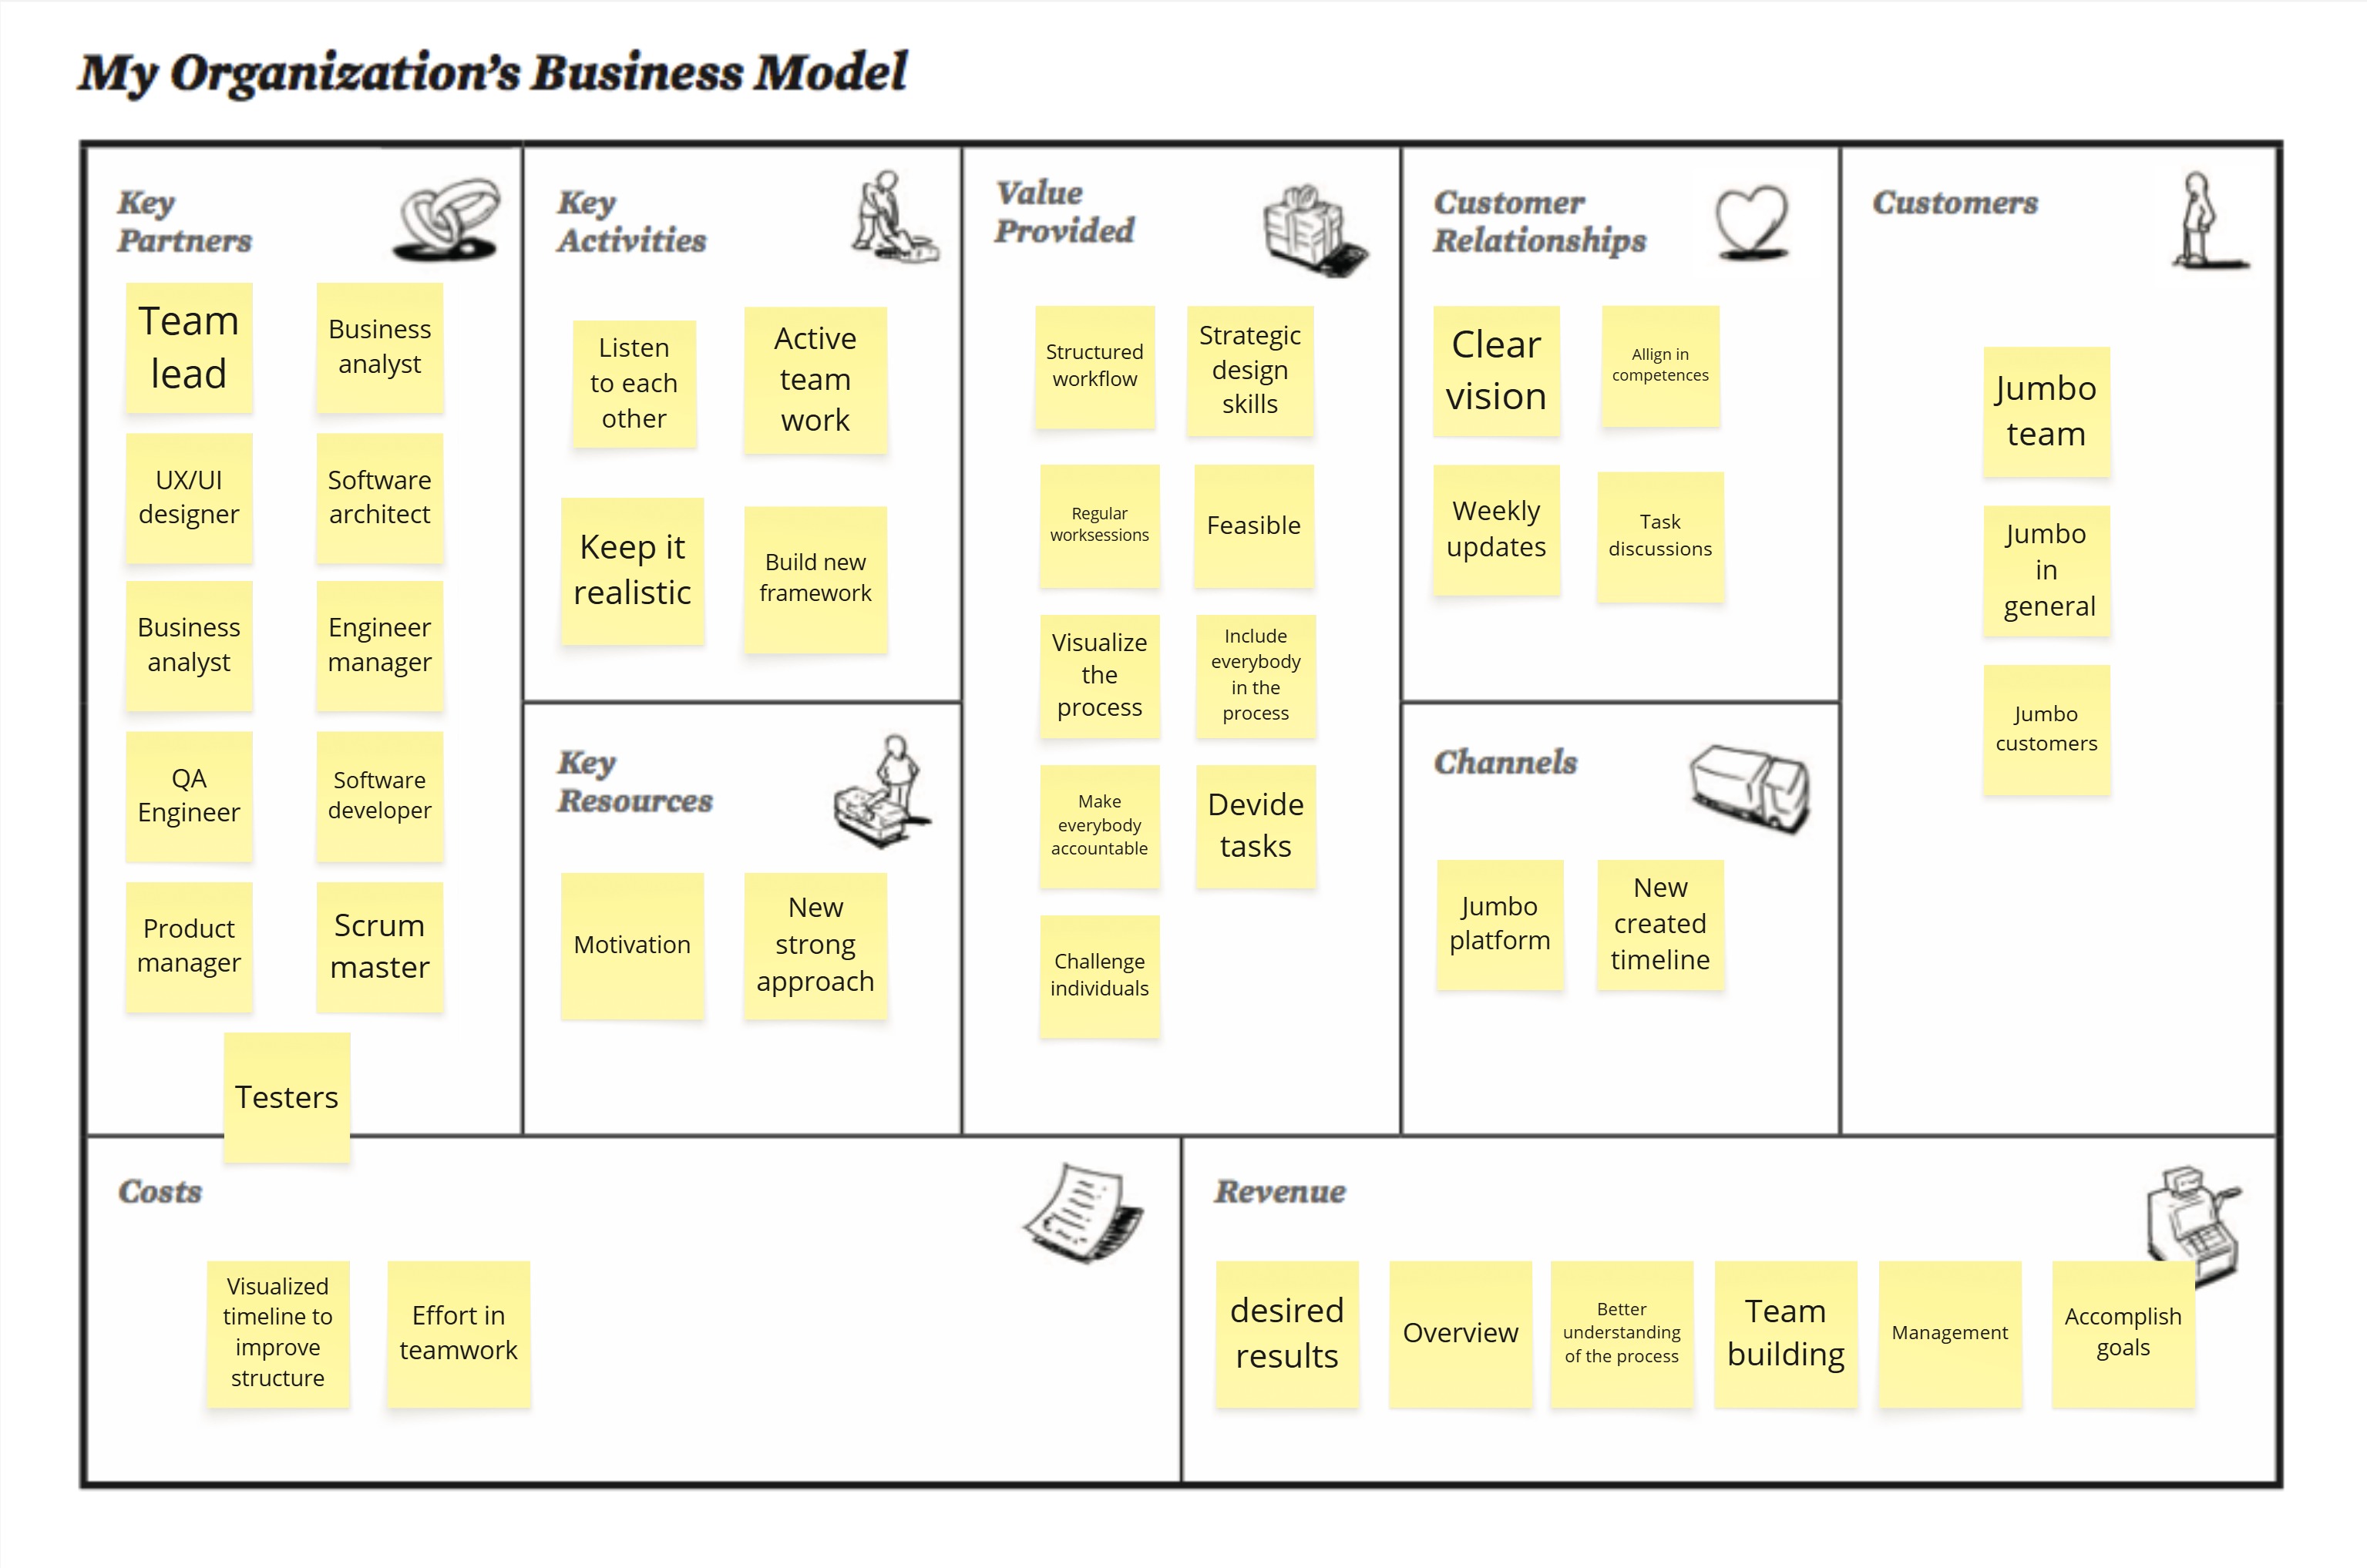 My Organization's Business Model
Key
Partners
Team
lead
Business
analyst
UX/UI
designer
Software
architect
Business
analyst
Engineer
manager
QA
Engineer
Software
developer
Product
manager
Scrum
master
Testers
Key
Activities
Listen
to each
other
Active
team
work
Keep it
realistic
Build new
framework
Key
Resources
Motivation
New
strong
approach
Value
Provided
Structured
workflow
Strategic
design
skills
Regular
worksessions
Feasible
Visualize
the
process
Include
everybody
in the
process
Make
everybody
accountable
Devide
tasks
Challenge
individuals
Customer
Relationships
Clear
vision
Allign in
competences
Weekly
updates
Task
discussions
Channels
Jumbo
platform
New
created
timeline
Customers
Jumbo
team
Jumbo
in
general
Jumbo
customers
Costs
Visualized
timeline to
improve
structure
Effort in
teamwork
Revenue
desired
results
Overview
Better
understanding
of the process
Team
building
Management
Accomplish
goals